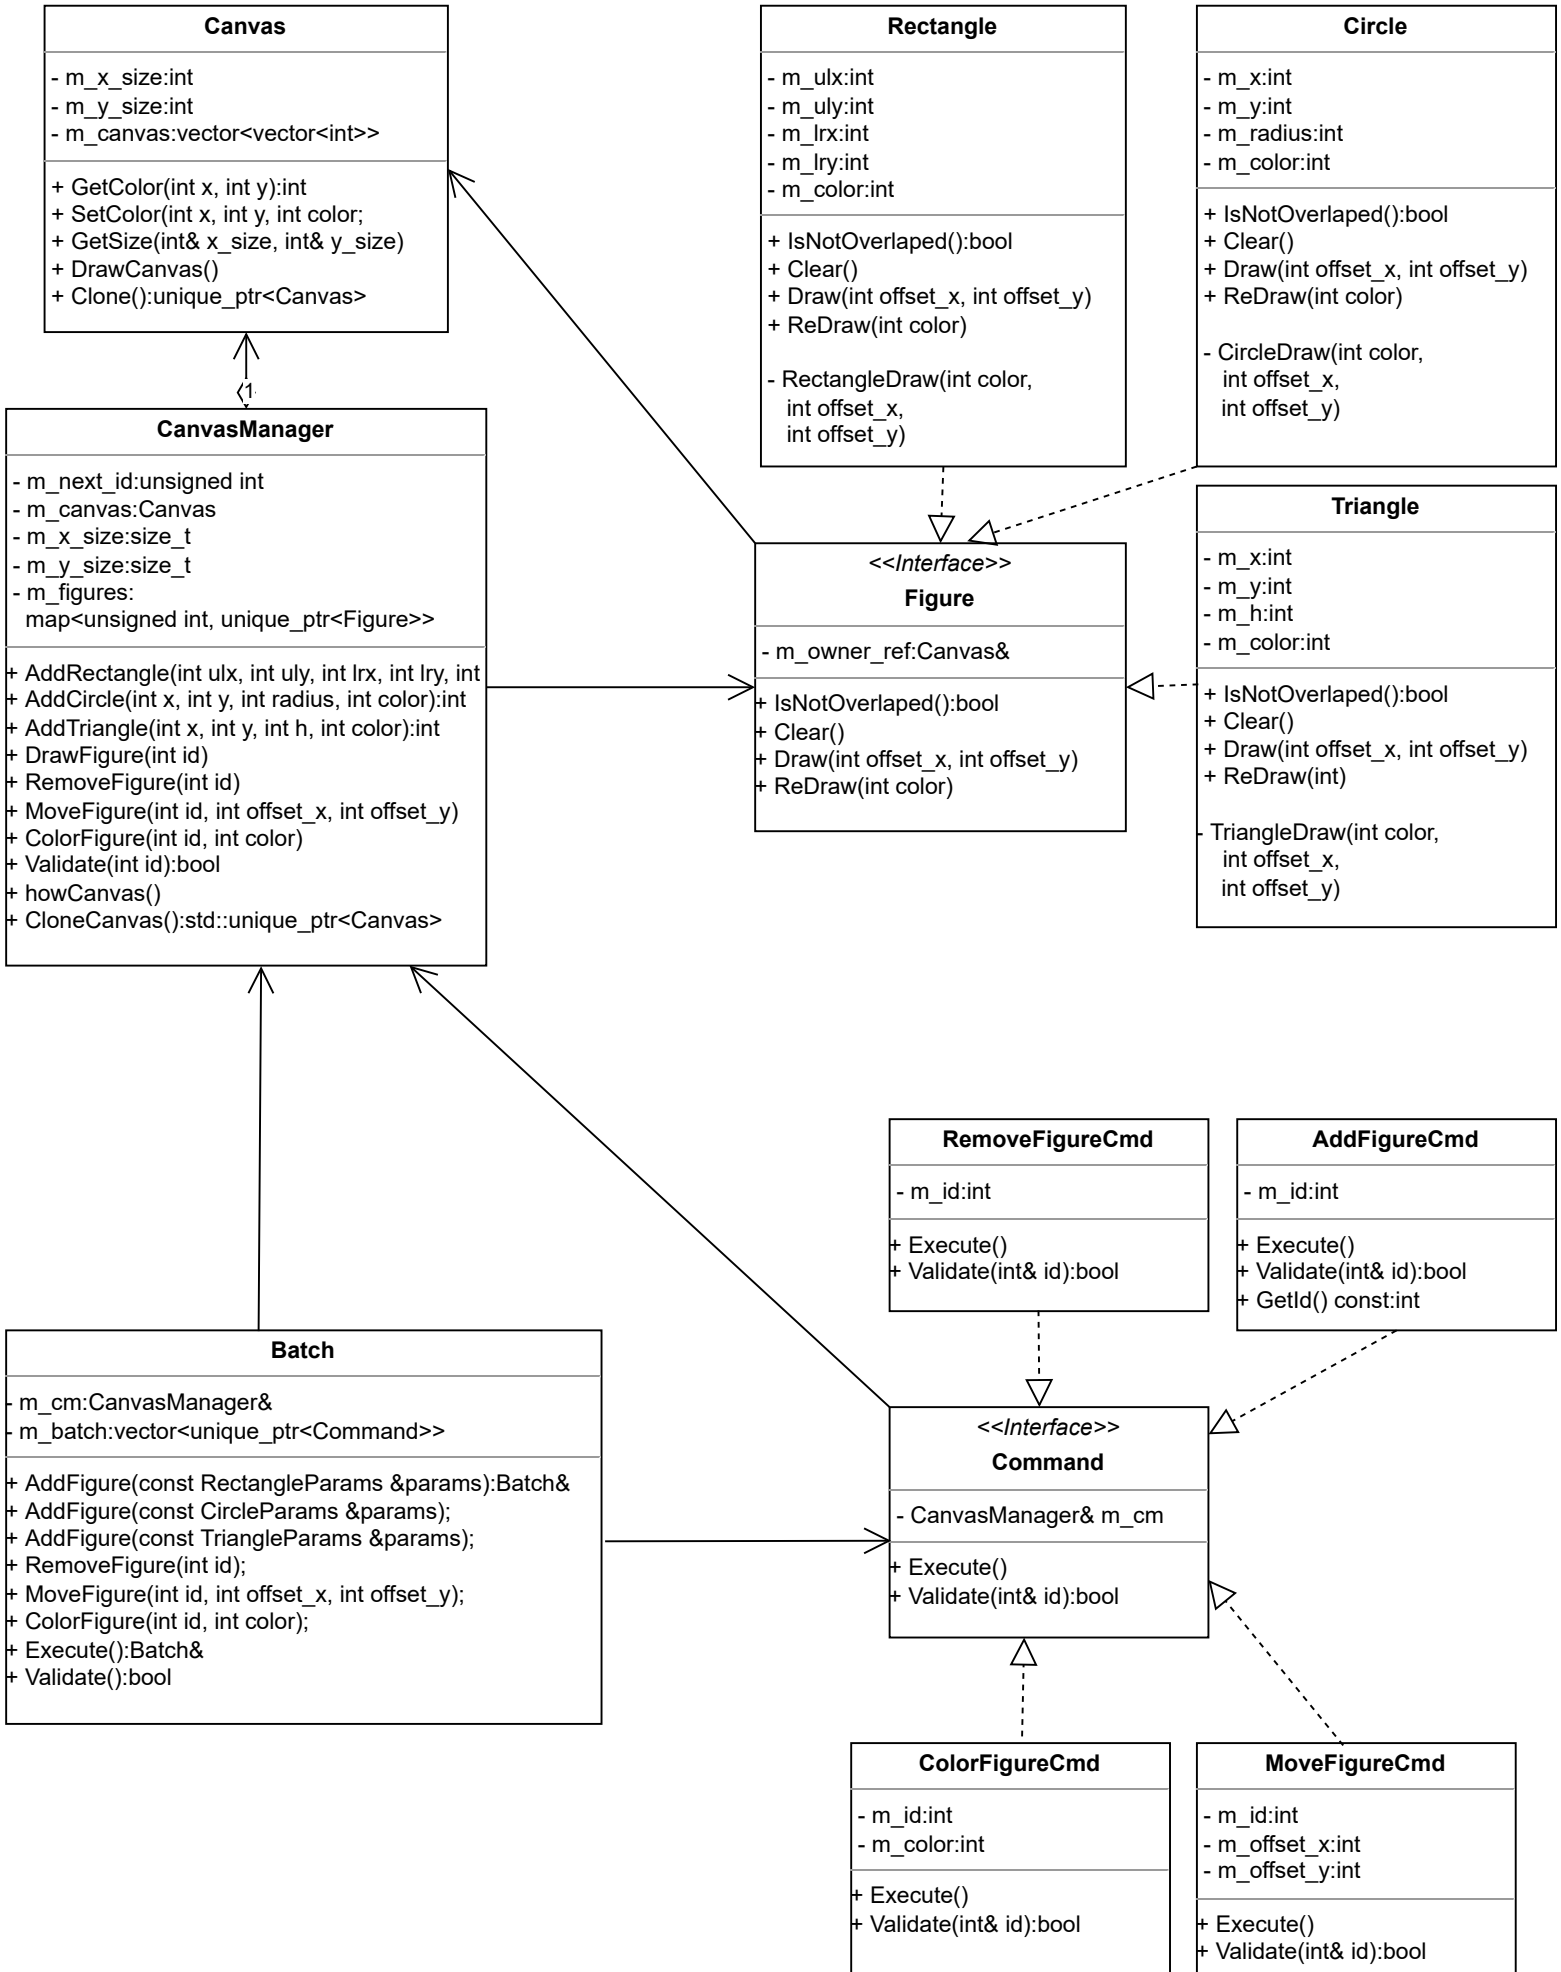 Canvas
- m_x_size:int
- m_y_size:int
- m_canvas:vector<vector<int>>
+ GetColor(int x, int y):int
+ SetColor(int x, int y, int color;
+ GetSize(int& x_size, int& y_size)
+ DrawCanvas()
+ Clone():unique_ptr<Canvas>
1
Rectangle
- m_ulx:int
- m_uly:int
- m_lrx:int
- m_lry:int
- m_color:int
+ IsNotOverlaped():bool
+ Clear()
+ Draw(int offset_x, int offset_y)
+ ReDraw(int color)
- RectangleDraw(int color,
int offset_x,
int offset_y)
Circle
- m_x:int
- m_y:int
- m_radius:int
- m_color:int
+ IsNotOverlaped():bool
+ Clear()
+ Draw(int offset_x, int offset_y)
+ ReDraw(int color)
- CircleDraw(int color,
int offset_x,
int offset_y)
CanvasManager
- m_next_id:unsigned int
- m_canvas:Canvas
- m_x_size:size_t
- m_y_size:size_t
- m_figures:
map<unsigned int, unique_ptr<Figure>>
+ AddRectangle(int ulx, int uly, int lrx, int lry, int
+ AddCircle(int x, int y, int radius, int color):int
+ AddTriangle(int x, int y, int h, int color):int
+ DrawFigure(int id)
+ RemoveFigure(int id)
+ MoveFigure(int id, int offset_x, int offset_y)
+ ColorFigure(int id, int color)
+ Validate(int id):bool
+ howCanvas()
+ CloneCanvas():std::unique_ptr<Canvas>
<<Interface>>
Figure
- m_owner_ref:Canvas&
+ IsNotOverlaped():bool
+ Clear()
+ Draw(int offset_x, int offset_y)
+ ReDraw(int color)
Triangle
- m_x:int
- m_y:int
- m_h:int
- m_color:int
+ IsNotOverlaped():bool
+ Clear()
+ Draw(int offset_x, int offset_y)
+ ReDraw(int)
- TriangleDraw(int color,
int offset_x,
int offset_y)
RemoveFigureCmd
- m_id:int
+ Execute()
+ Validate(int& id):bool
AddFigureCmd
- m_id:int
+ Execute()
+ Validate(int& id):bool
+ GetId() const:int
Batch
- m_cm:CanvasManager&
- m_batch:vector<unique_ptr<Command>>
+ AddFigure(const RectangleParams &params):Batch&
+ AddFigure(const CircleParams &params);
+ AddFigure(const TriangleParams &params);
+ RemoveFigure(int id);
+ MoveFigure(int id, int offset_x, int offset_y);
+ ColorFigure(int id, int color);
+ Execute():Batch&
+ Validate():bool
<<Interface>>
Command
- CanvasManager& m_cm
+ Execute()
+ Validate(int& id):bool
ColorFigureCmd
- m_id:int
- m_color:int
+ Execute()
+ Validate(int& id):bool
MoveFigureCmd
- m_id:int
- m_offset_x:int
- m_offset_y:int
+ Execute()
+ Validate(int& id):bool